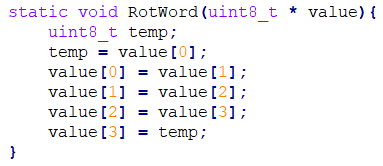 static void RotWord(uint8_t * value){
    uint8_t temp;
    temp = value[0];
    value[0] = value[1];
    value[1] = value[2];
    value[2] = value[3];
    value[3] = temp;
}